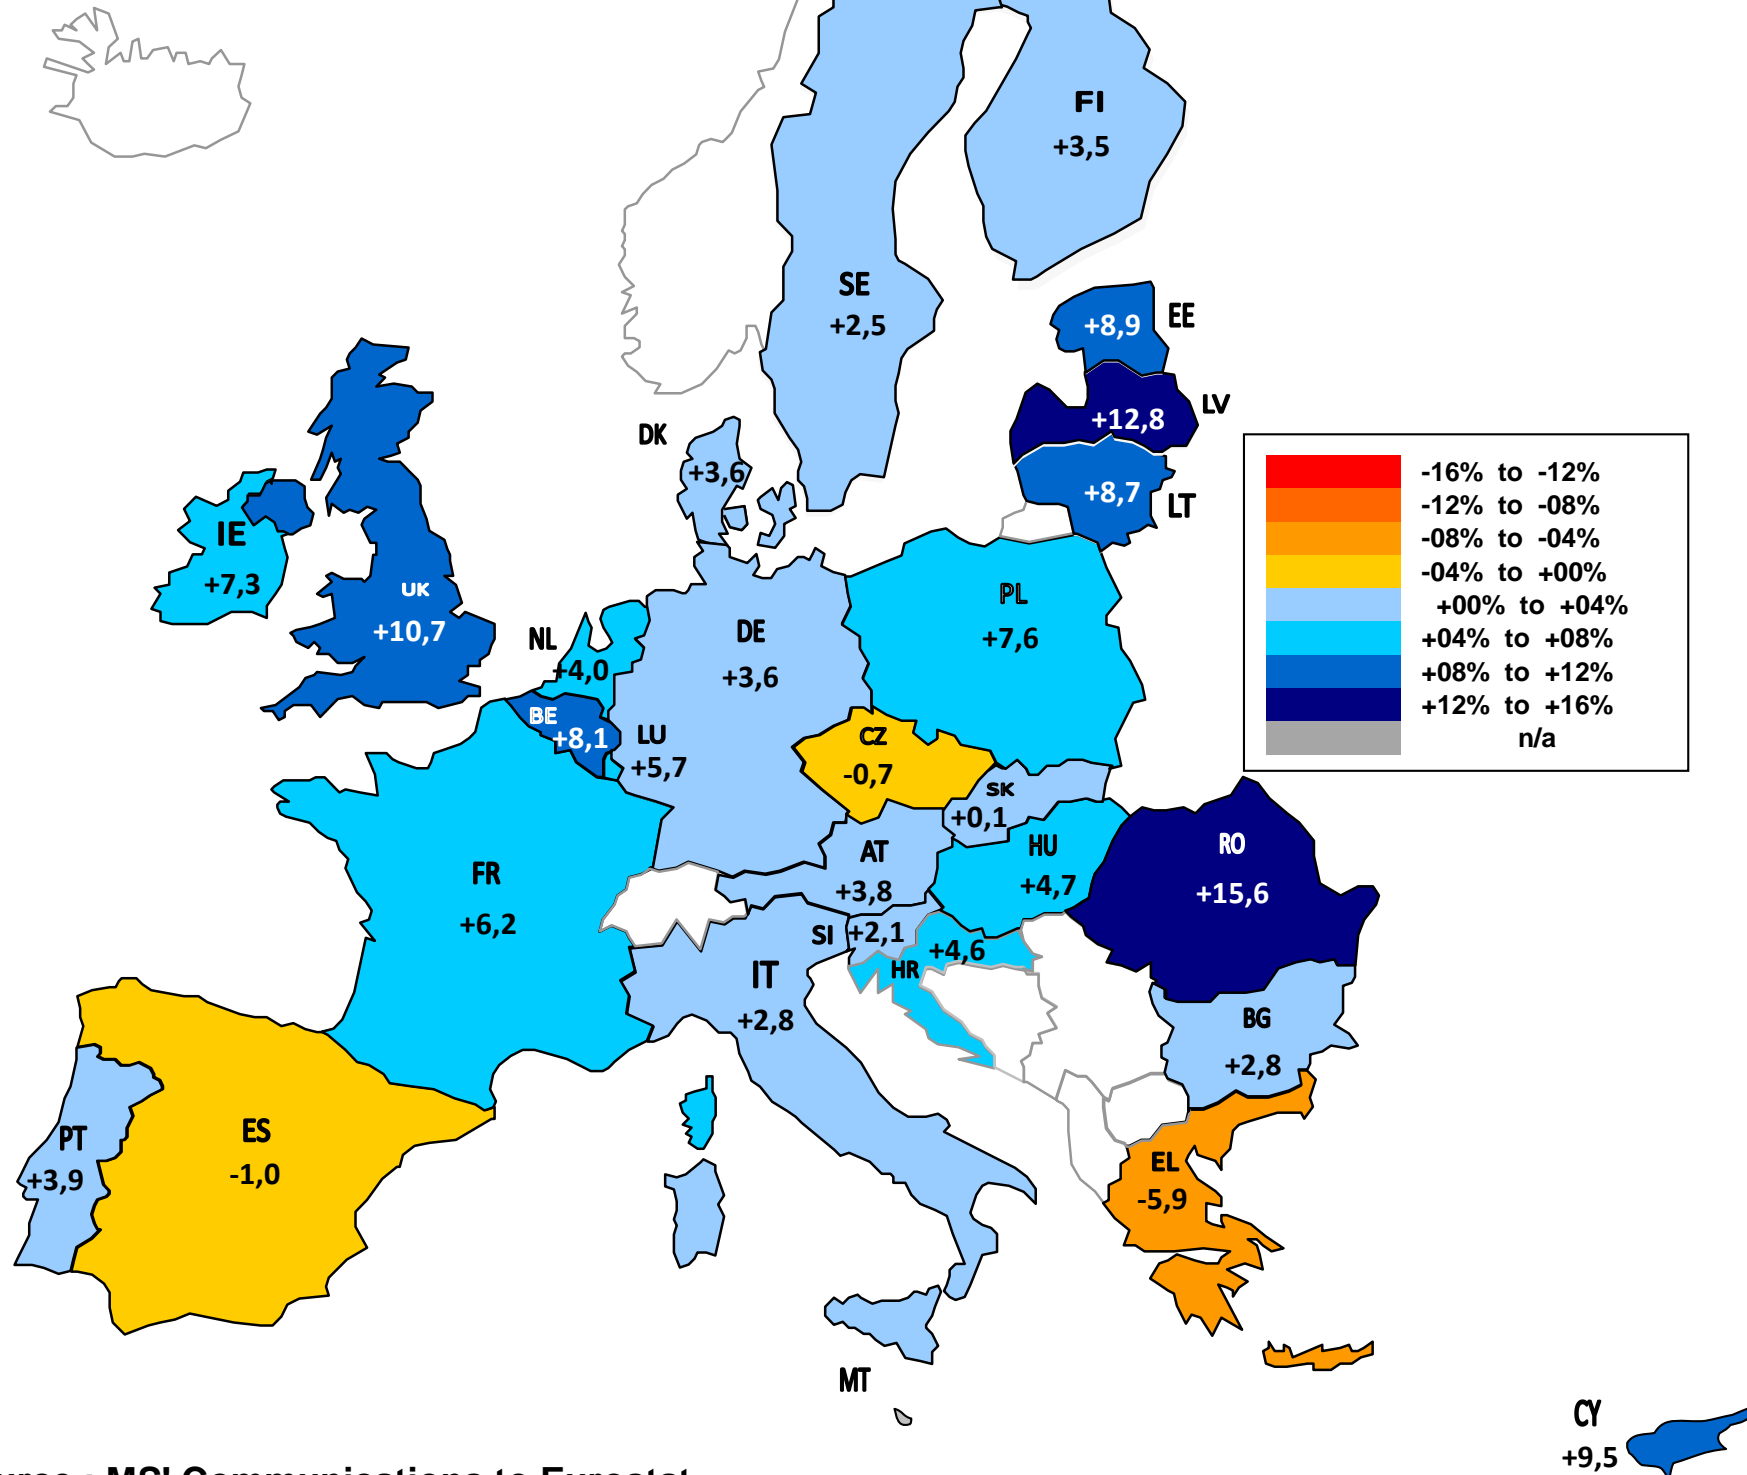 FI
+3,5
SE
+2,5
EE
+8,9
LV
+12,8
DK
+3,6
LT
+8,7
-16% to -12%
-12% to -08%
-08% to -04%
-04% to +00%
+00% to +04%
+04% to +08%
+08% to +12%
+12% to +16%
n/a
IE
+7,3
UK
+10,7
NL
+4,0
DE
+3,6
PL
+7,6
BE
+8,1
LU
+5,7
CZ
-0,7
SK
+0,1
AT
+3,8
HU
+4,7
RO
+15,6
FR
+6,2
SI
+2,1
HR
+4,6
IT
+2,8
BG
+2,8
PT
+3,9
ES
-1,0
EL
-5,9
MT
CY
+9,5
MS' Communications to Eurostat